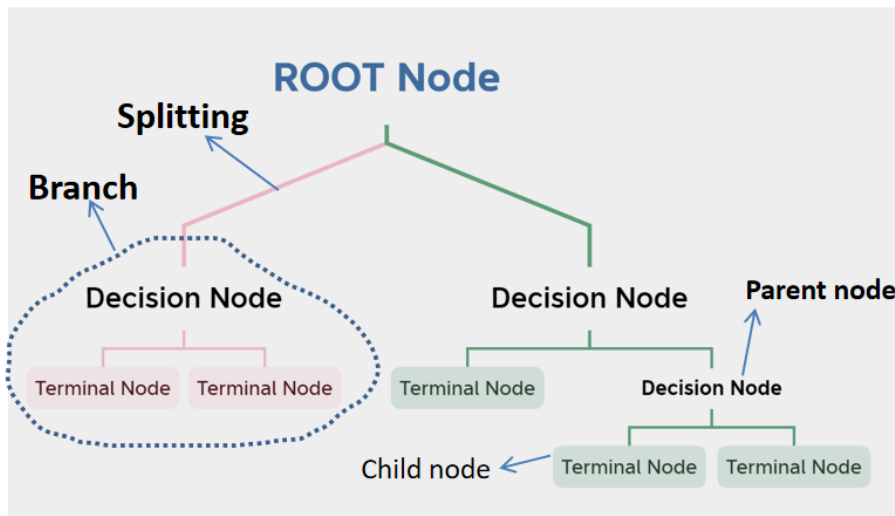 ROOT Node
Splitting
Branch
Decision Node
Decision Node
Parent node
Terminal Node
Terminal Node
Terminal Node
Decision Node
Child node
Terminal Node
Terminal Node